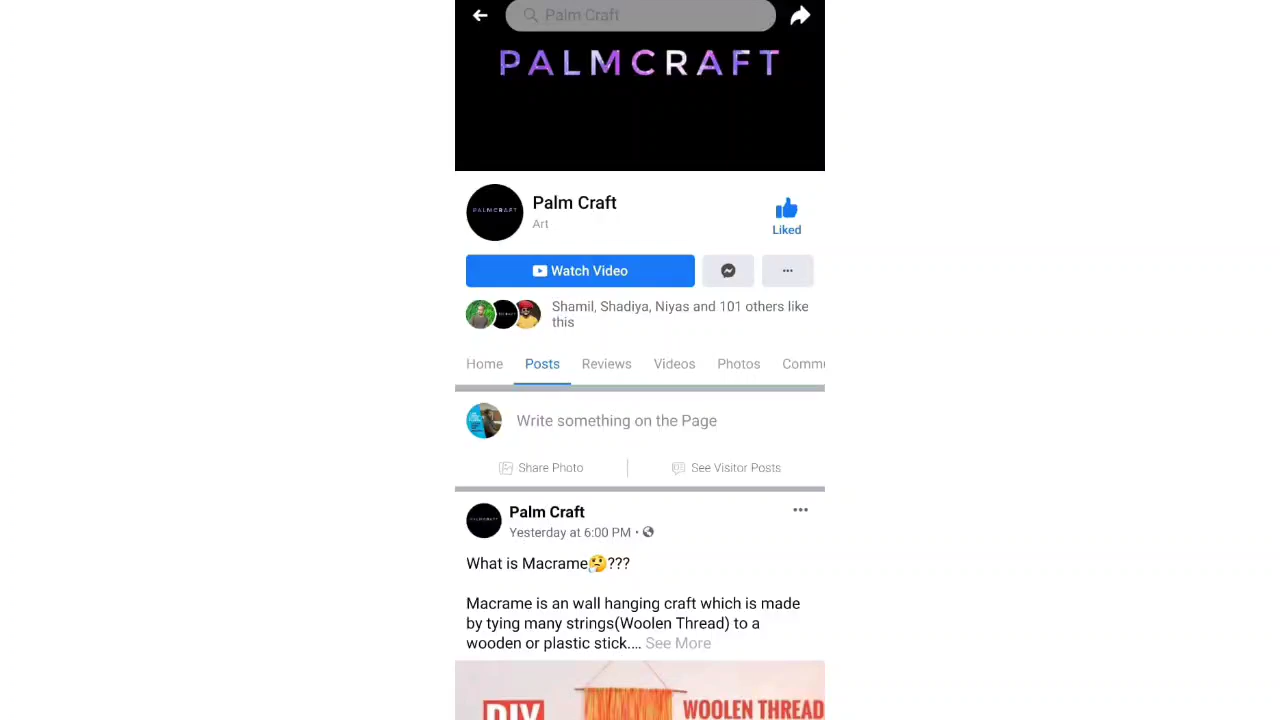 Palm Craft
PALMCRAFT
PALMCRAFT
Palm Craft
Art
Liked
Watch Video
Shamil, Shadiya, Niyas and 101 others like
this
Home Posts Reviews Videos Photos Commu
Write something on the Page
Share Photo See Visitor Posts
PALMCRAFT
Palm Craft
Yesterday at 6:00 PM ·
What is Macrame🤔???
Macrame is an wall hanging craft which is made
by tying many strings(Woolen Thread) to a
wooden or plastic stick.... See More
DIY WOOLEN THREAD